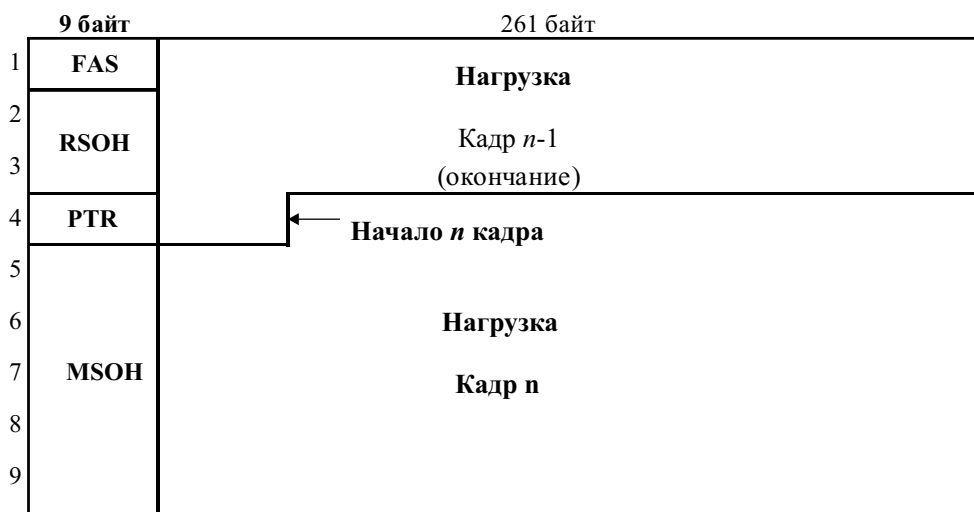 9 байт 261 байт
1 FAS
Нагрузка
2
RSOH Кадр n-1
3
(окончание)
4 PTR Начало n кадра
5
6 Нагрузка
7 MSOH Кадр n
8
9